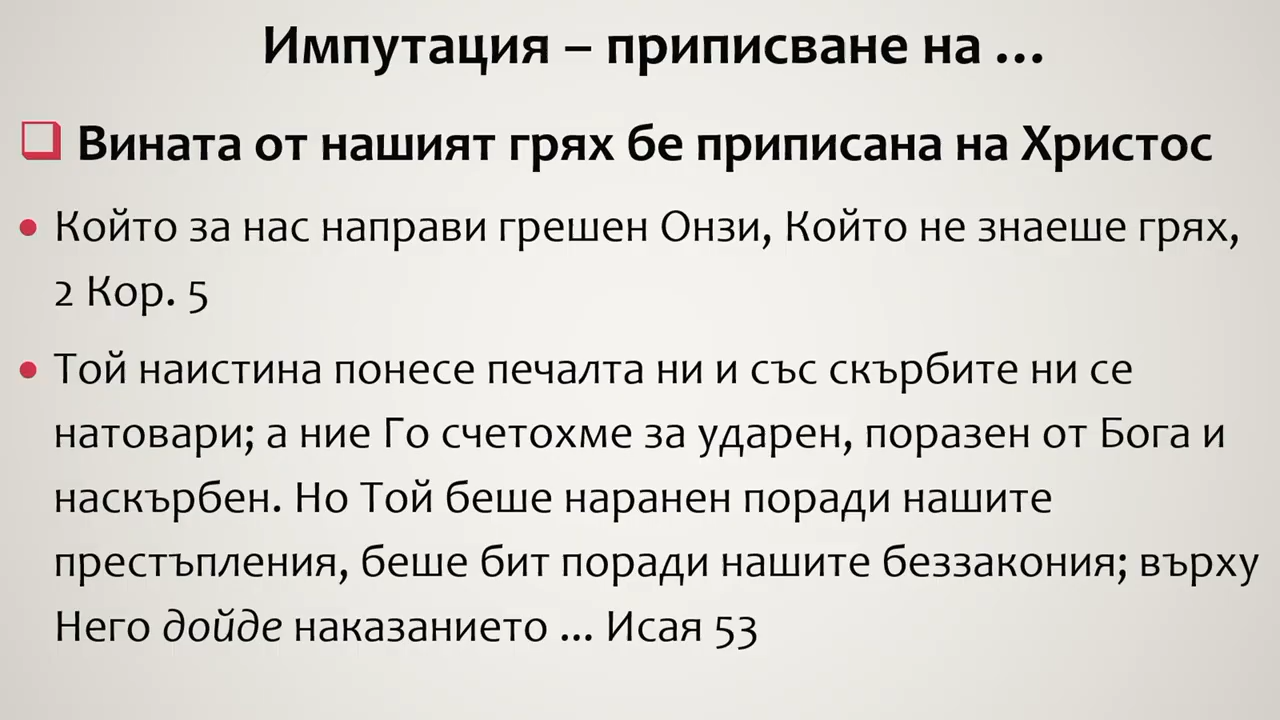 Импутация – приписване на ...
Вината от нашият грях бе приписана на Христос
Който за нас направи грешен Онзи, Който не знаеше грях,
2 Кор. 5
Той наистина понесе печалта ни и със скърбите ни се
натовари; а ние Го счетохме за ударен, поразен от Бога и
наскърбен. Но Той беше наранен поради нашите
престъпления, беше бит поради нашите беззакония; върху
Него дойде наказанието ... Исая 53